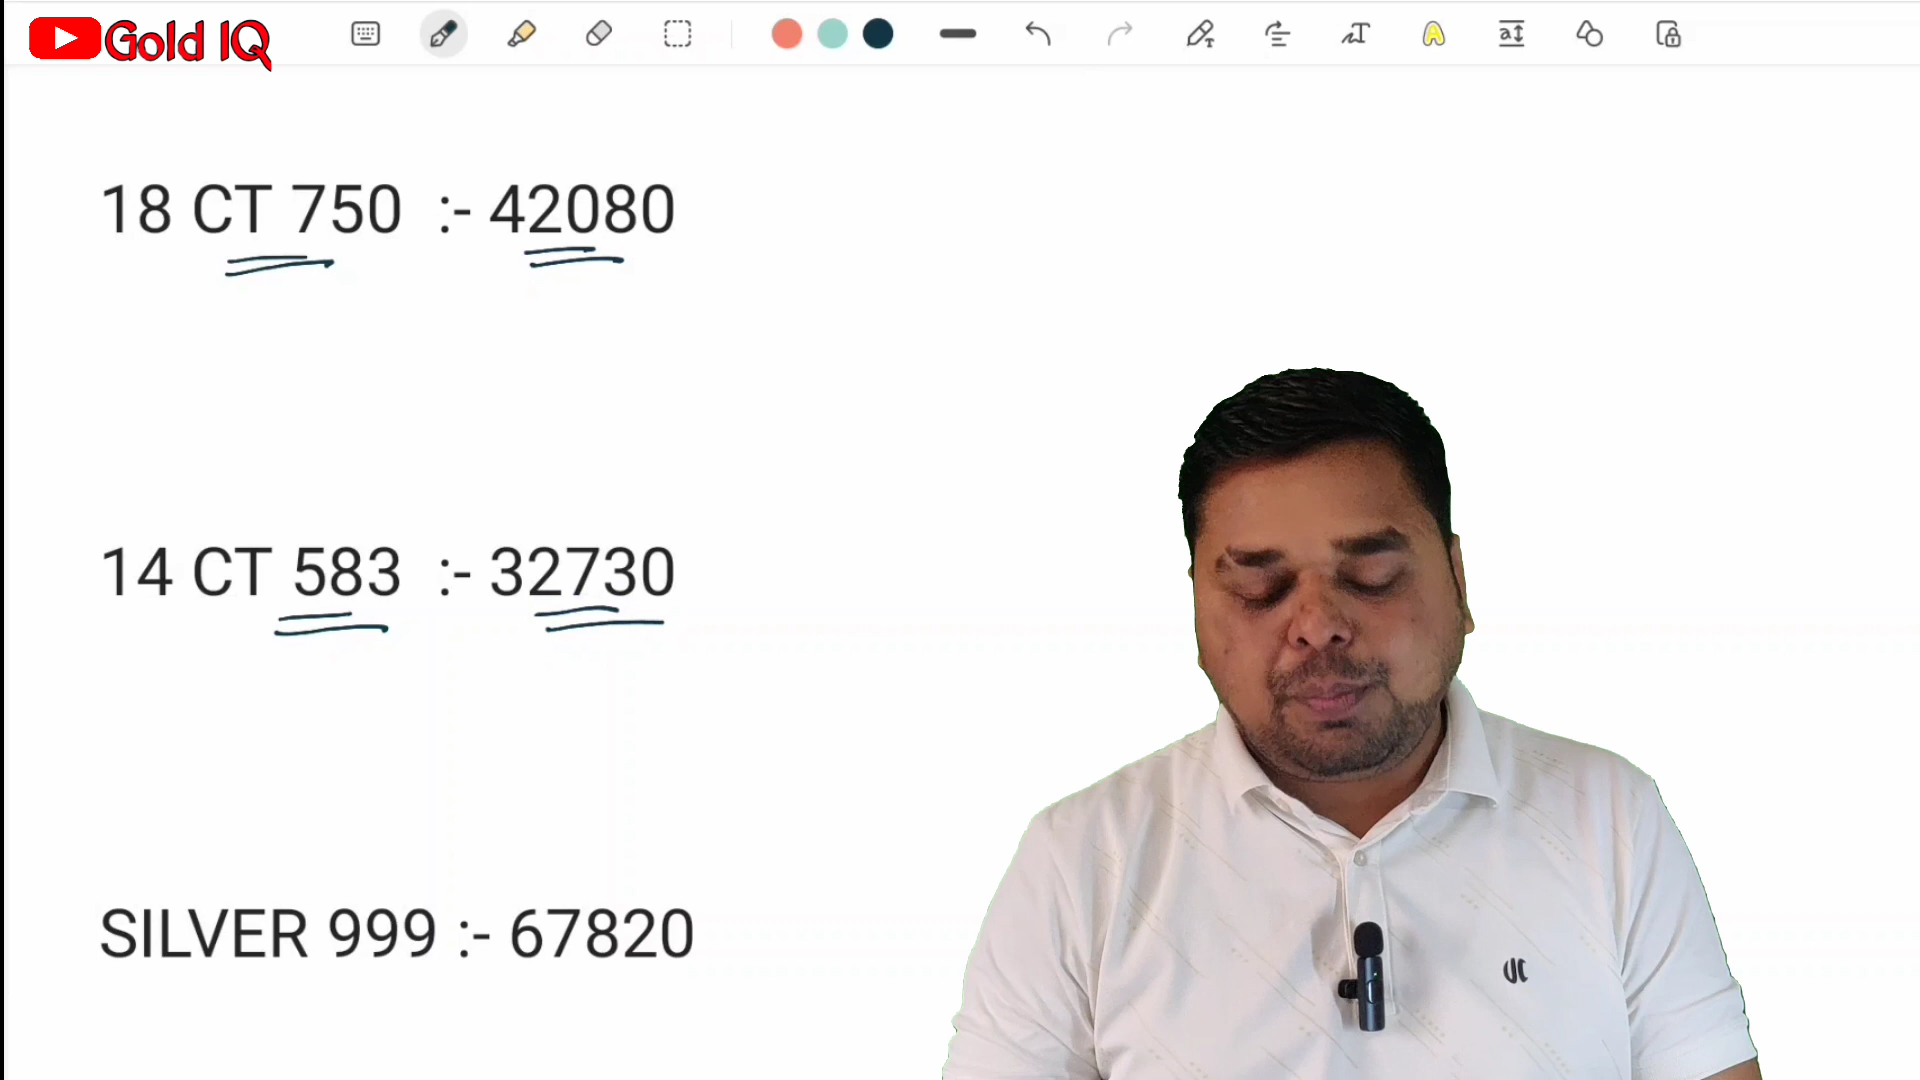 Gold IQ
18 CT 750 :- 42080
14 CT 583 :- 32730
SILVER 999 :- 67820